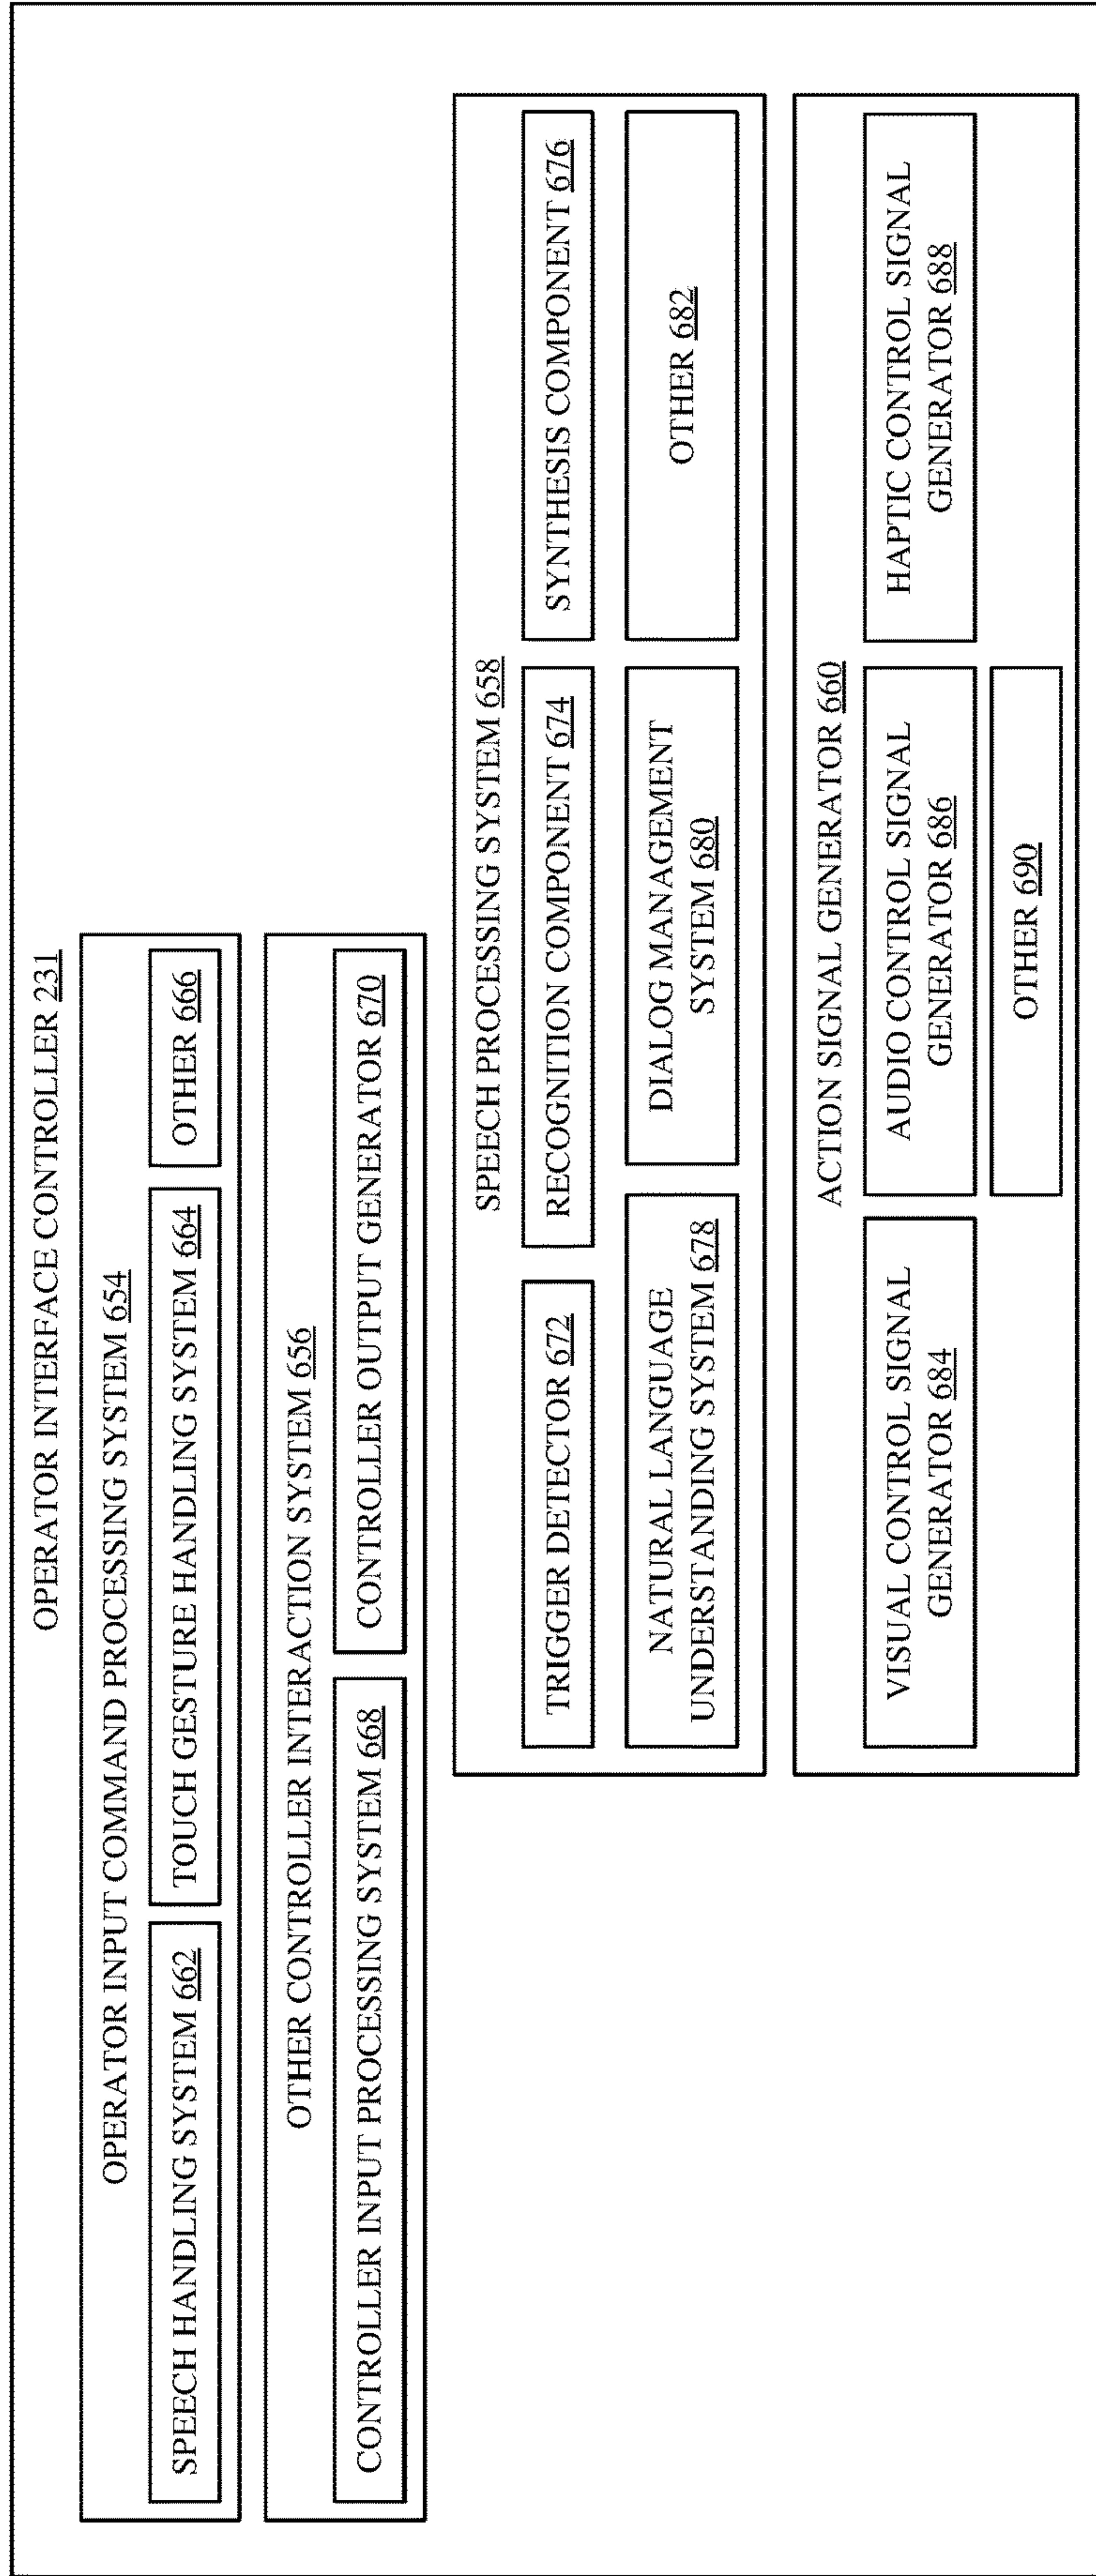 OPERATOR INTERFACE CONTROLLER 231
OPERATOR INPUT COMMAND PROCESSING SYSTEM 654
SPEECH HANDLING SYSTEM 662
TOUCH GESTURE HANDLING SYSTEM 664
OTHER 666
OTHER CONTROLLER INTERACTION SYSTEM 656
CONTROLLER INPUT PROCESSING SYSTEM 668
CONTROLLER OUTPUT GENERATOR 670
SPEECH PROCESSING SYSTEM 658
TRIGGER DETECTOR 672
RECOGNITION COMPONENT 674
SYNTHESIS COMPONENT 676
NATURAL LANGUAGE
UNDERSTANDING SYSTEM 678
DIALOG MANAGEMENT
SYSTEM 680
OTHER 682
ACTION SIGNAL GENERATOR 660
VISUAL CONTROL SIGNAL
GENERATOR 684
AUDIO CONTROL SIGNAL
GENERATOR 686
HAPTIC CONTROL SIGNAL
GENERATOR 688
OTHER 690